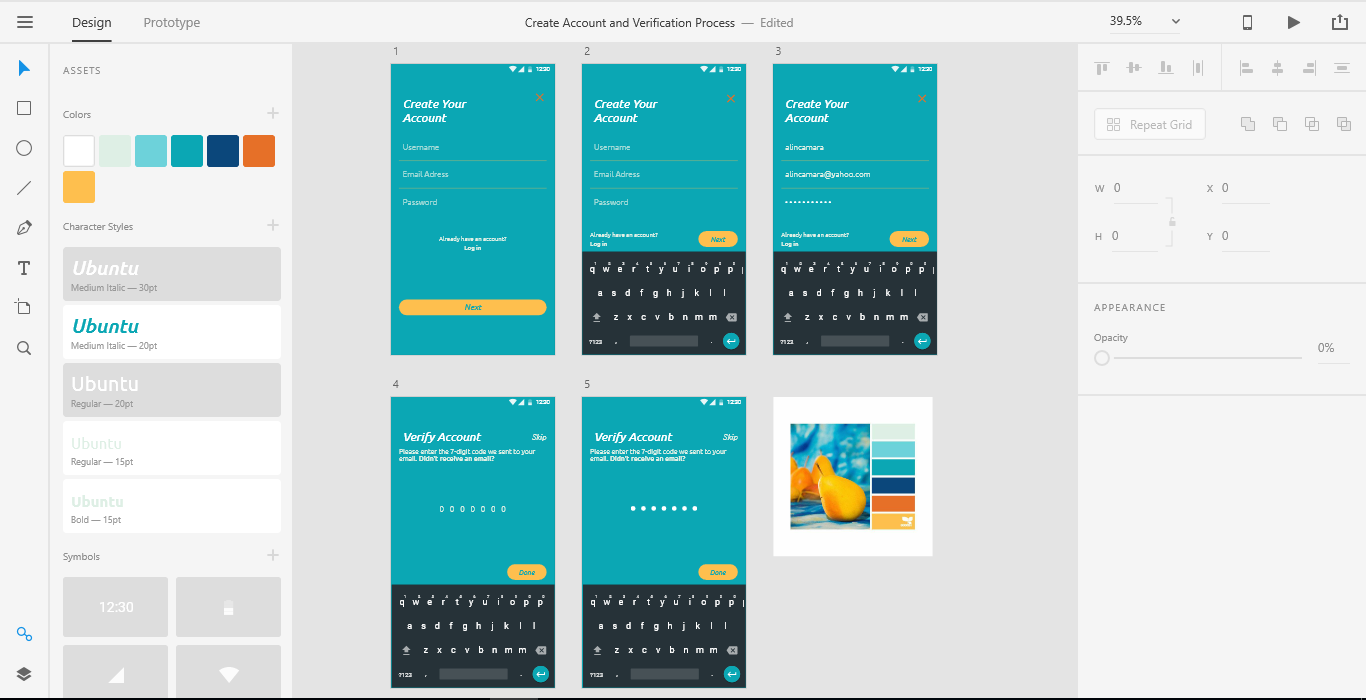 Design Prototype Create Account and Verification Process — Edited 39.5%
ASSETS
Colors
Character Styles
Ubuntu
Medium Italic — 30pt
Ubuntu
Medium Italic — 20pt
Ubuntu
Regular — 20pt
Ubuntu
Regular — 15pt
Ubuntu
Bold — 15pt
Symbols
12:30
1
12:30
Create Your
Account
Username
Email Adress
Password
Already have an account?
Log in
Next
2
12:30
Create Your
Account
Username
Email Adress
Password
Already have an account?
Log in
Next
q w e r t y u i o p p
a s d f g h j k l l
z x c v b n m m
?123 , .
3
12:30
Create Your
Account
alincamara
alincamara@yahoo.com
Already have an account?
Log in
Next
q w e r t y u i o p p
a s d f g h j k l l
z x c v b n m m
?123 , .
4
12:30
Verify Account Skip
Please enter the 7-digit code we sent to your
email. Didn't receive an email?
0 0 0 0 0 0 0
Done
q w e r t y u i o p p
a s d f g h j k l l
z x c v b n m m
?123 , .
5
12:30
Verify Account Skip
Please enter the 7-digit code we sent to your
email. Didn't receive an email?
Done
q w e r t y u i o p p
a s d f g h j k l l
z x c v b n m m
?123 , .
Repeat Grid
W 0 X 0
H 0 Y 0
APPEARANCE
Opacity
0%